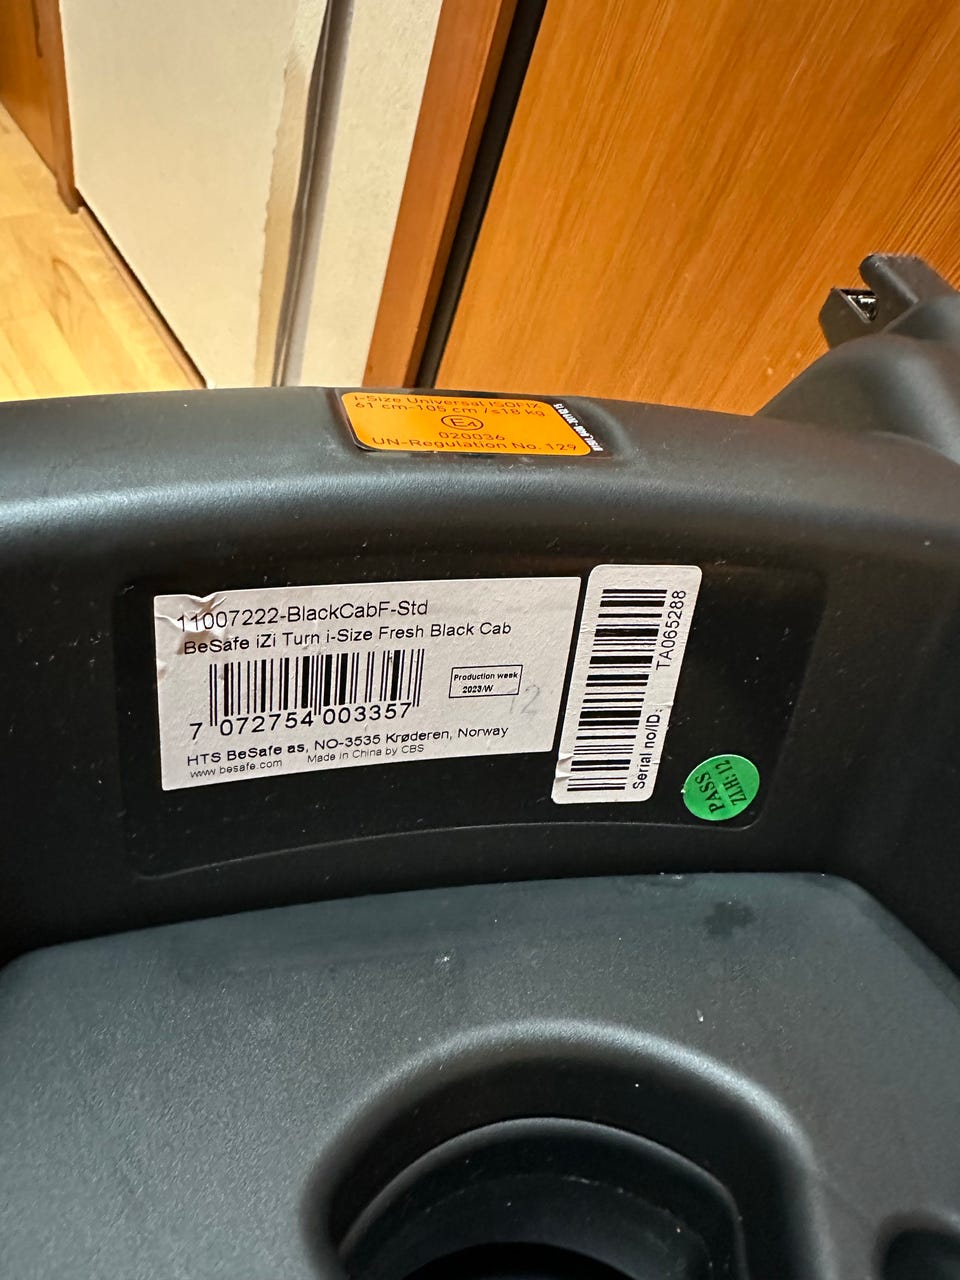 i-Size Universal ISOFIX
61 cm-105 cm /≤18 kg
E4
020036
UN-Regulation No. 129
11007222-BlackCabF-Std
BeSafe iZi Turn i-Size Fresh Black Cab
Production week
2023/W 12
7 072754 003357
HTS BeSafe as, NO-3535 Krøderen, Norway
www.besafe.com Made in China by CBS
Serial no/ID: TA065288
PASS
ZLH: 12